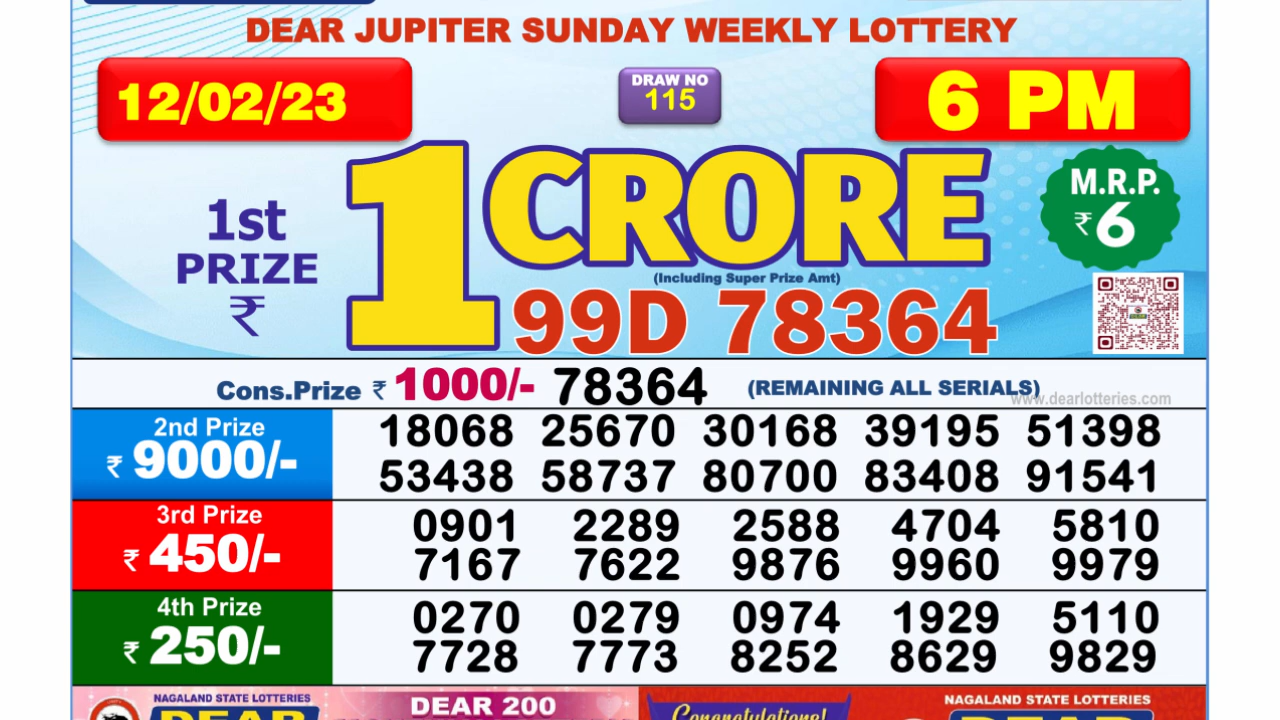 DEAR JUPITER SUNDAY WEEKLY LOTTERY
12/02/23
DRAW NO
115
6 PM
1st
PRIZE
₹
1 CRORE
(Including Super Prize Amt)
99D 78364
M.R.P.
₹6
Cons.Prize ₹ 1000/- 78364 (REMAINING ALL SERIALS)
www.dearlotteries.com
2nd Prize
₹ 9000/-
18068 25670 30168 39195 51398
53438 58737 80700 83408 91541
3rd Prize
₹ 450/-
0901 2289 2588 4704 5810
7167 7622 9876 9960 9979
4th Prize
₹ 250/-
0270 0279 0974 1929 5110
7728 7773 8252 8629 9829
NAGALAND STATE LOTTERIES
DEAR
DEAR 200
Congratulations!
NAGALAND STATE LOTTERIES
DEAR